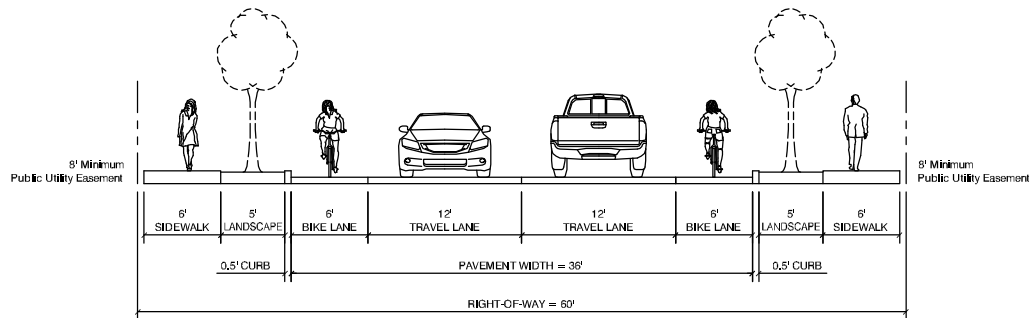 8' Minimum
Public Utility Easement
8' Minimum
Public Utility Easement
6'
SIDEWALK
5'
LANDSCAPE
6'
BIKE LANE
12'
TRAVEL LANE
12'
TRAVEL LANE
6'
BIKE LANE
5'
LANDSCAPE
6'
SIDEWALK
0.5' CURB
PAVEMENT WIDTH = 36'
0.5' CURB
RIGHT-OF-WAY = 60'